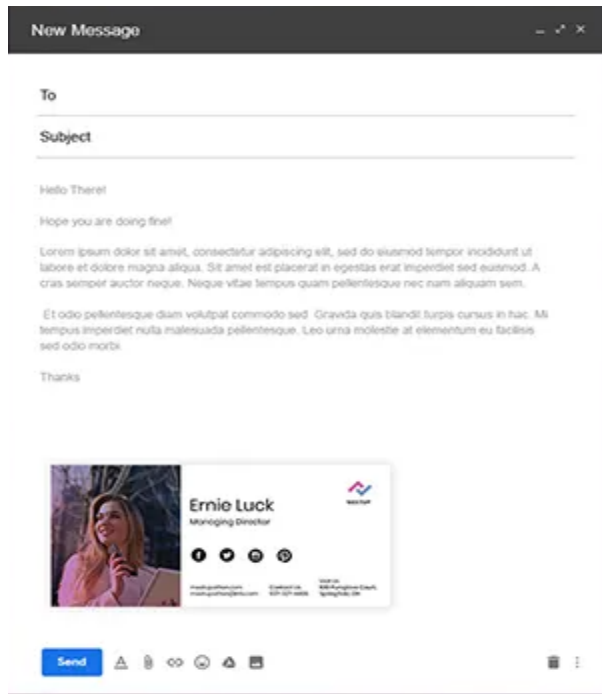 New Message
To
Subject
Hello There!
Hope you are doing fine!
Lorem ipsum dolor sit amet, consectetur adipiscing elit, sed do eiusmod tempor incididunt ut
labore et dolore magna aliqua. Sit amet est placerat in egestas erat imperdiet sed euismod. A
cras semper auctor neque. Neque vitae tempus quam pellentesque nec nam aliquam sem.
Et odio pellentesque diam volutpat commodo sed. Gravida quis blandit turpis cursus in hac. Mi
tempus imperdiet nulla malesuada pellentesque. Leo urna molestie at elementum eu facilisis
sed odio morbi.
Thanks
Ernie Luck
Managing Director
Contact Us
Visit Us
Send